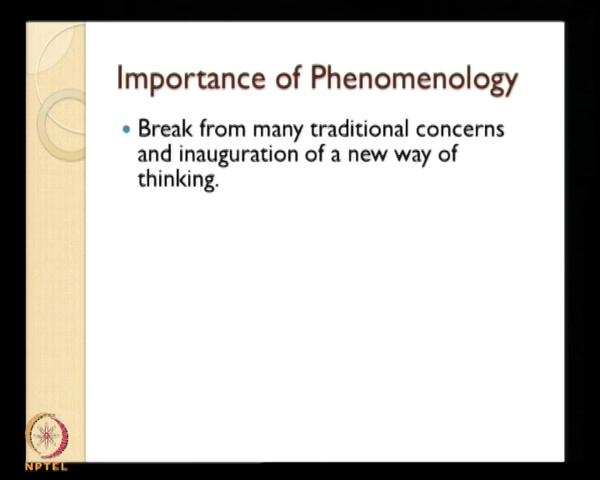 Importance of Phenomenology
• Break from many traditional concerns
and inauguration of a new way of
thinking.
NPTEL